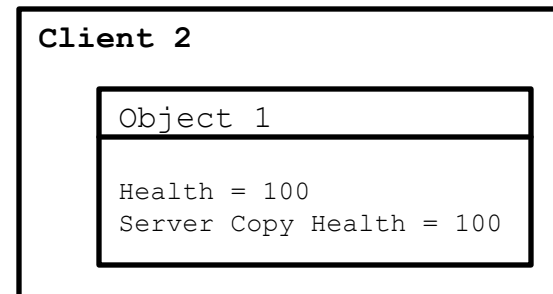 Client 2
Object 1
Health = 100
Server Copy Health = 100